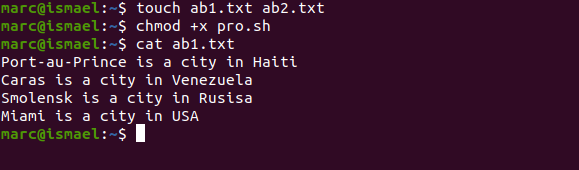 marc@ismael:~$ touch ab1.txt ab2.txt
marc@ismael:~$ chmod +x pro.sh
marc@ismael:~$ cat ab1.txt
Port-au-Prince is a city in Haiti
Caras is a city in Venezuela
Smolensk is a city in Rusisa
Miami is a city in USA
marc@ismael:~$